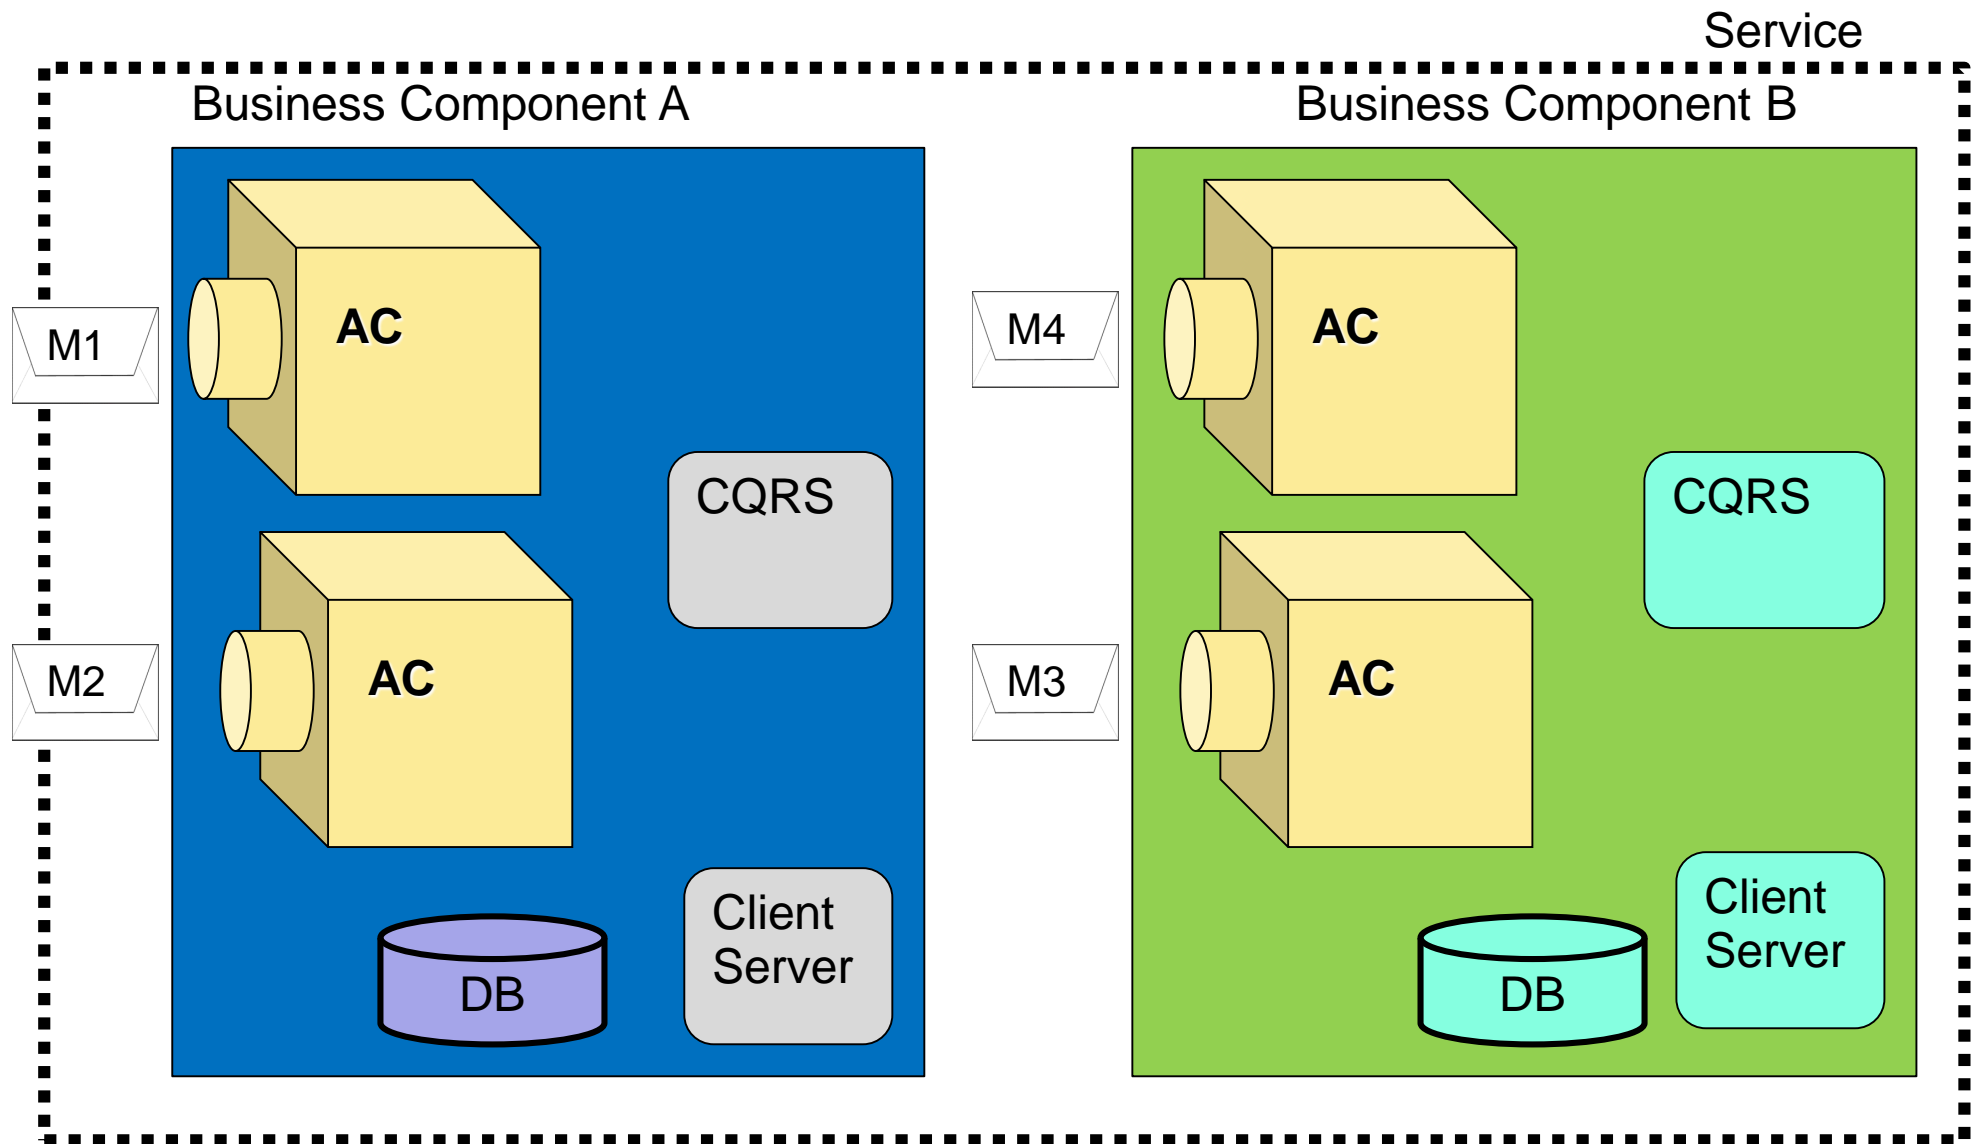 Service
Business Component A
Business Component B
M1
AC
CQRS
M2
AC
DB
Client
Server
M4
AC
CQRS
M3
AC
DB
Client
Server